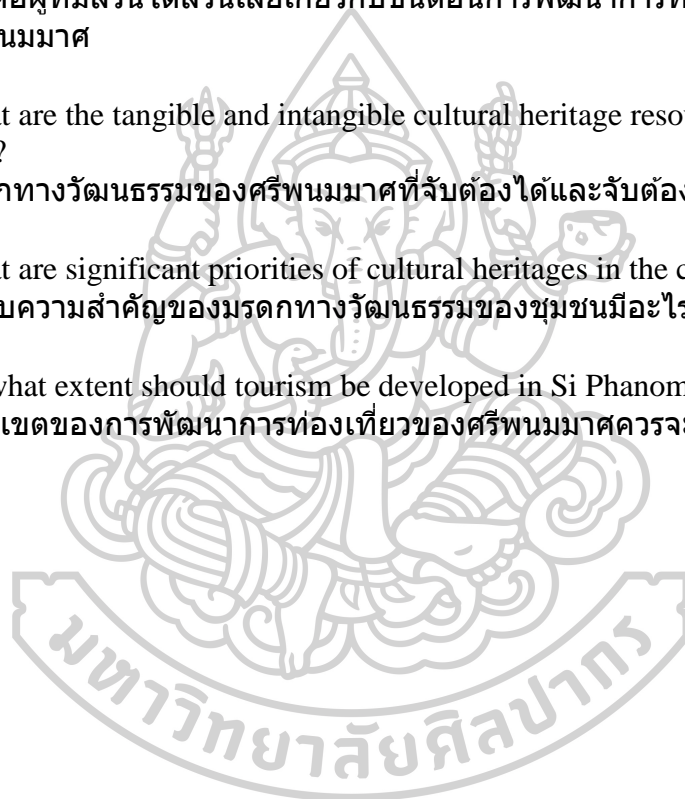 นมมาศ
at are the tangible and intangible cultural heritage
?
ทางวัฒนธรรมของศรีพนมมาศที่จับต้องได้และจับต้อง
at are significant priorities of cultural heritages in the
ความสำคัญของมรดกทางวัฒนธรรมของชุมชนมีอะไร
what extent should tourism be developed in Si Phanom
เขตของการพัฒนาการท่องเที่ยวของศรีพนมมาศควรจะ
มหาวิทยาลัยศิลปากร